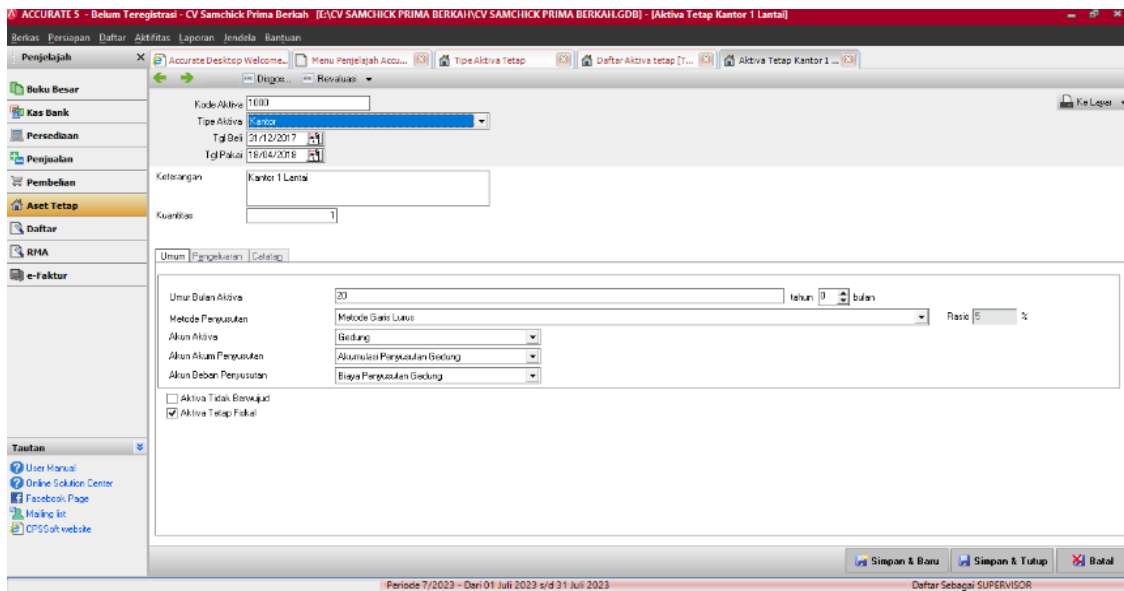 ACCURATE 5 - Belum Teregistrasi - CV Samchick Prima Berkah [E:\CV SAMCHICK PRIMA BERKAH\CV SAMCHICK PRIMA BERKAH.GDB] - [Aktiva Tetap Kantor 1 Lantai]
Berkas Persiapan Daftar Aktifitas Laporan Jendela Bantuan
Penjelajah
Accurate Desktop Welcome... Menu Penjelajah Accu... Tipe Aktiva Tetap Daftar Aktiva tetap [T... Aktiva Tetap Kantor 1 ...
Dispos... Revaluasi
Buku Besar
Kas Bank
Persediaan
Penjualan
Pembelian
Aset Tetap
Daftar
RMA
e-Faktur
Kode Aktiva 1000
Ke Layar
Tipe Aktiva Kantor
Tgl Beli 31/12/2017
Tgl Pakai 18/04/2018
Keterangan Kantor 1 Lantai
Kuantitas 1
Umum Pengeluaran Catatan
Umur Bulan Aktiva 20 tahun 0 bulan
Metode Penyusutan Metode Garis Lurus Rasio 5 %
Akun Aktiva Gedung
Akun Akum Penyusutan Akumulasi Penyusutan Gedung
Akun Beban Penyusutan Biaya Penyusutan Gedung
Aktiva Tidak Berwujud
Aktiva Tetap Fiskal
Tautan
User Manual
Online Solution Center
Facebook Page
Mailing list
CPSSoft website
Simpan & Baru Simpan & Tutup Batal
Periode 7/2023 - Dari 01 Juli 2023 s/d 31 Juli 2023 Daftar Sebagai SUPERVISOR